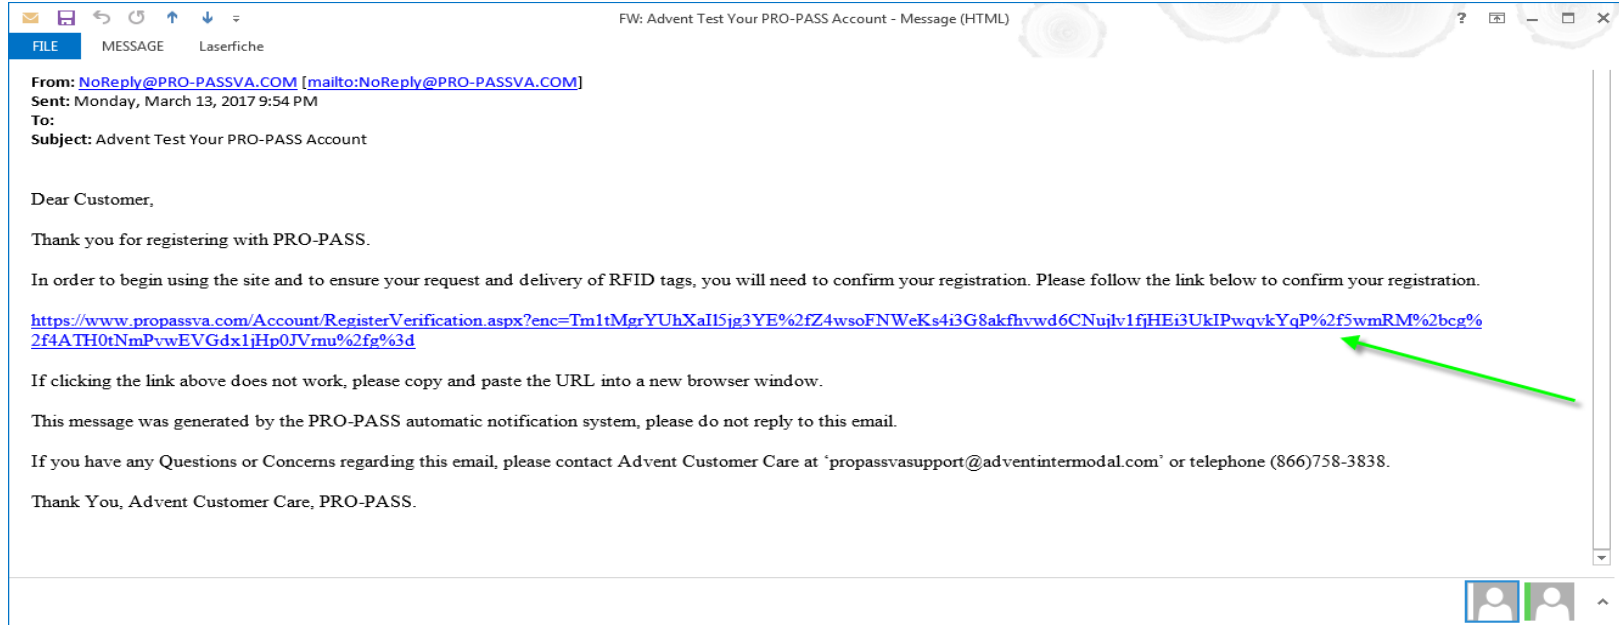 FW: Advent Test Your PRO-PASS Account - Message (HTML)
FILE MESSAGE Laserfiche
From: NoReply@PRO-PASSVA.COM [mailto:NoReply@PRO-PASSVA.COM]
Sent: Monday, March 13, 2017 9:54 PM
To:
Subject: Advent Test Your PRO-PASS Account
Dear Customer,
Thank you for registering with PRO-PASS.
In order to begin using the site and to ensure your request and delivery of RFID tags, you will need to confirm your registration. Please follow the link below to confirm your registration.
https://www.propassva.com/Account/RegisterVerification.aspx?enc=Tm1tMgrYUhXaIl5jg3YE%2fZ4wsoFNWeKs4i3G8akfhvwd6CNujlv1fjHEi3UkIPwqvkYqP%2f5wmRM%2bcg%
2f4ATH0tNmPvwEVGdx1jHp0JVrnu%2fg%3d
If clicking the link above does not work, please copy and paste the URL into a new browser window.
This message was generated by the PRO-PASS automatic notification system, please do not reply to this email.
If you have any Questions or Concerns regarding this email, please contact Advent Customer Care at 'propassvasupport@adventintermodal.com' or telephone (866)758-3838.
Thank You, Advent Customer Care, PRO-PASS.